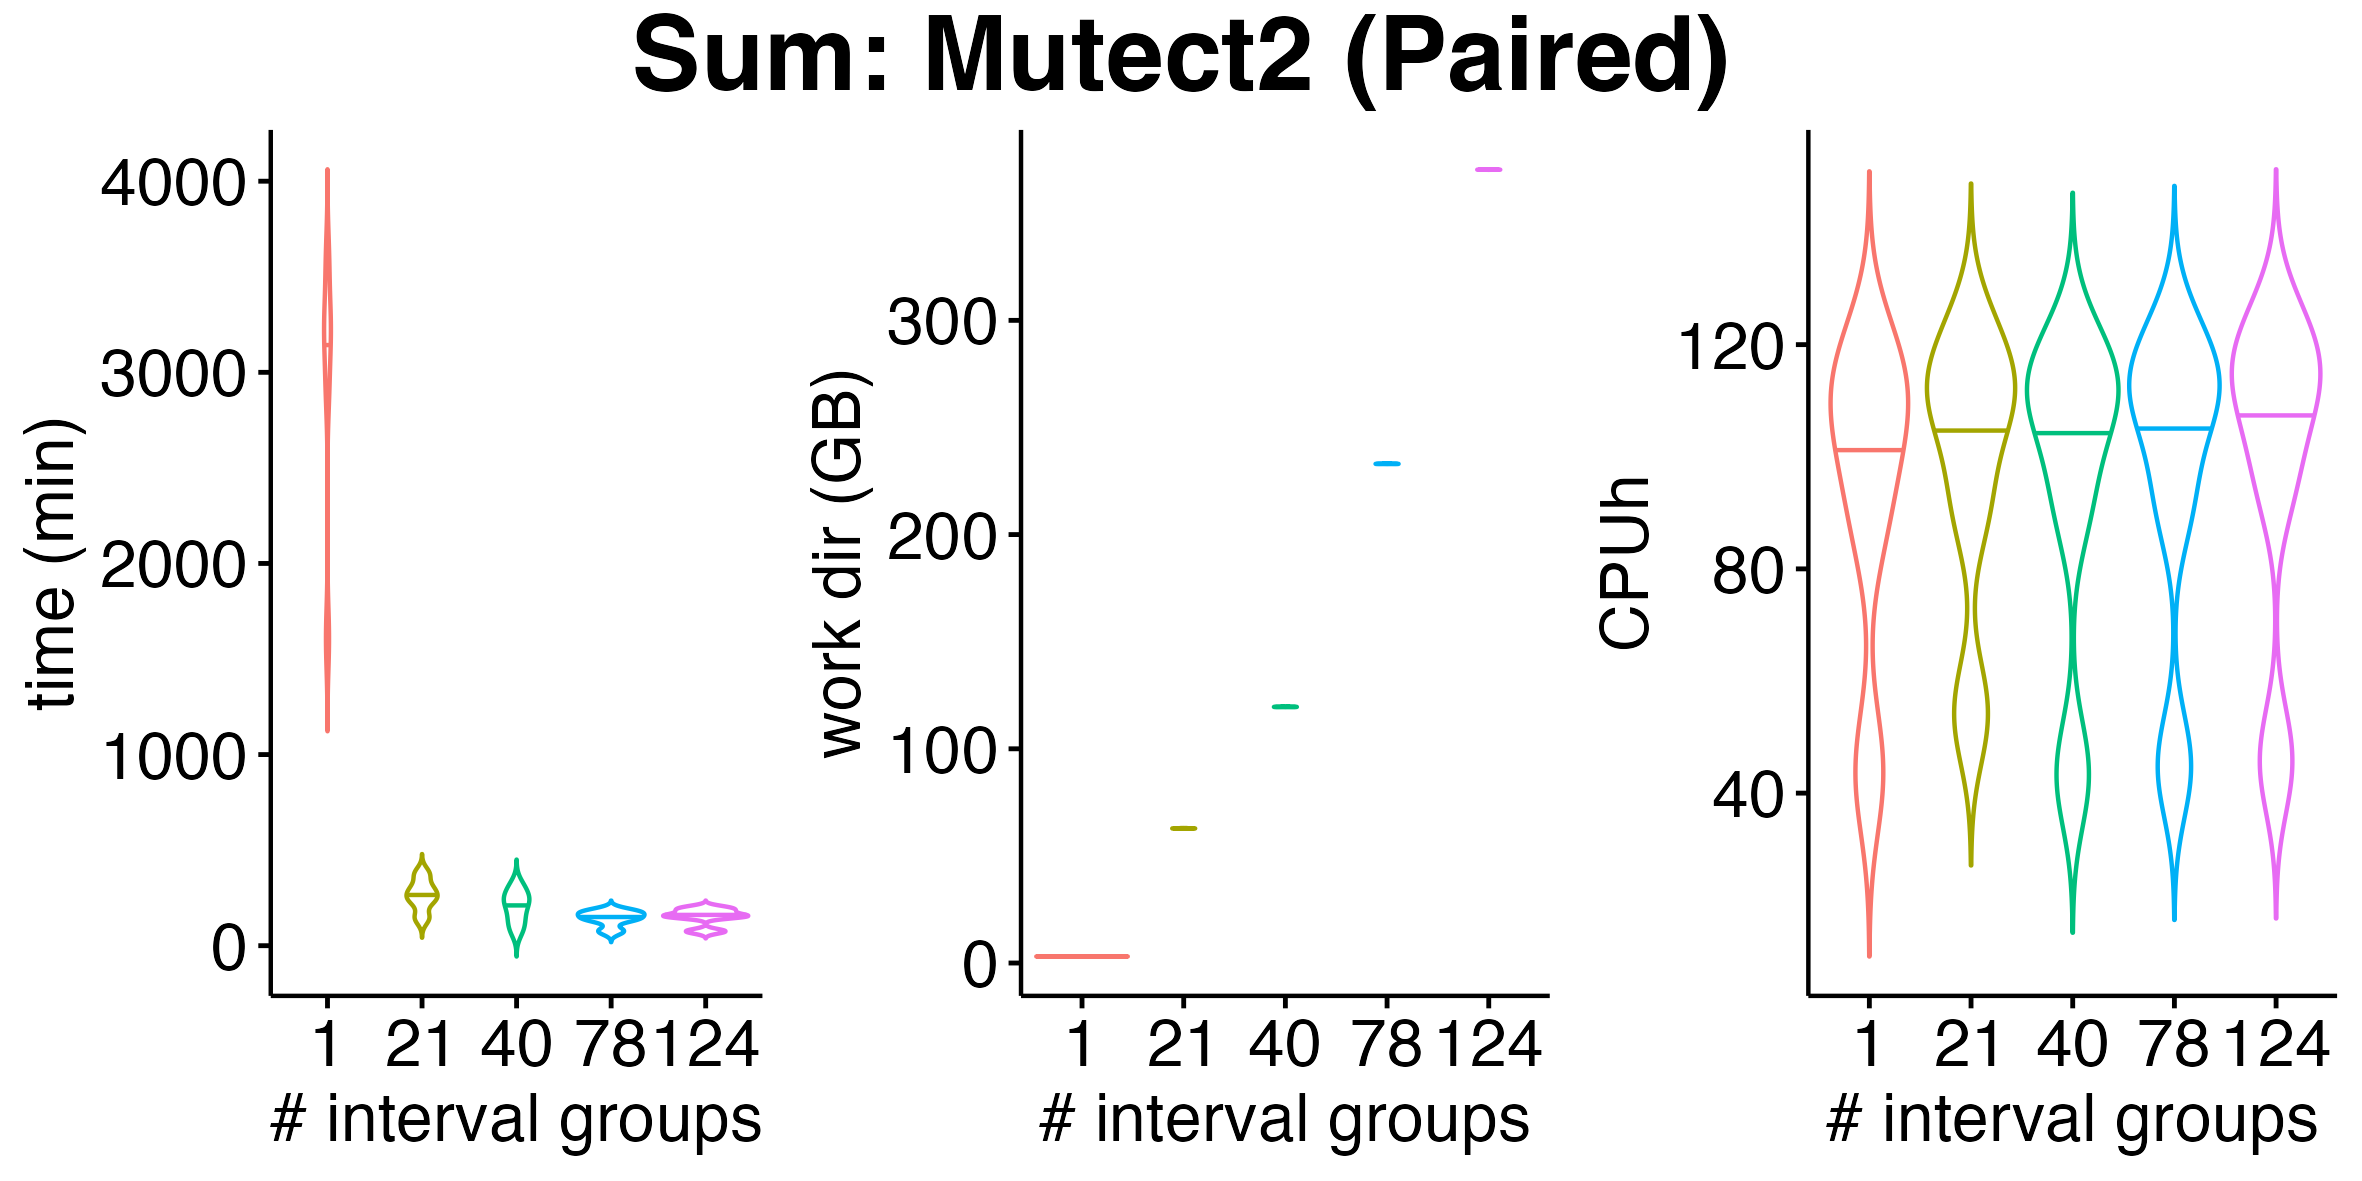 Sum: Mutect2 (Paired)
time (min)
4000
3000
2000
1000
0
1 21 40 78 124
# interval groups
work dir (GB)
300
200
100
0
1 21 40 78 124
# interval groups
CPUh
120
80
40
1 21 40 78 124
# interval groups